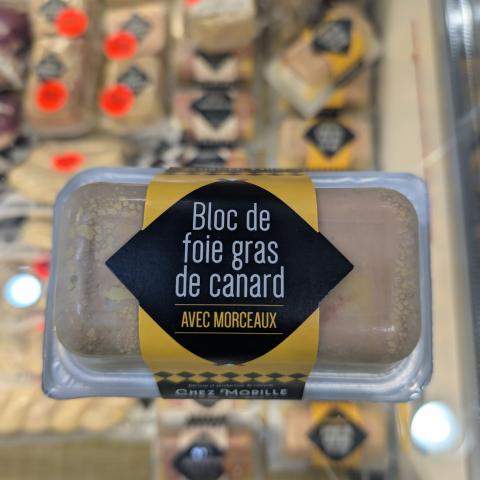 Bloc de
foie gras
de canard
AVEC MORCEAUX
CHEZ MORILLE